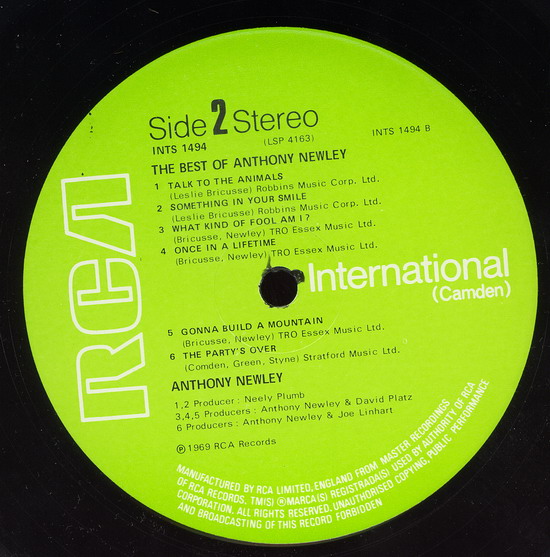 Side 2 Stereo
INTS 1494 (LSP 4163) INTS 1494 B
THE BEST OF ANTHONY NEWLEY
1 TALK TO THE ANIMALS
(Leslie Bricusse) Robbins Music Corp. Ltd.
2 SOMETHING IN YOUR SMILE
(Leslie Bricusse) Robbins Music Corp. Ltd.
3 WHAT KIND OF FOOL AM I?
(Bricusse, Newley) TRO Essex Music Ltd.
4 ONCE IN A LIFETIME
(Bricusse, Newley) TRO Essex Music Ltd.
RCA
International
(Camden)
5 GONNA BUILD A MOUNTAIN
(Bricusse, Newley) TRO Essex Music Ltd.
6 THE PARTY'S OVER
(Comden, Green, Styne) Stratford Music Ltd.
ANTHONY NEWLEY
1,2 Producer : Neely Plumb
3,4,5 Producers : Anthony Newley & David Platz
6 Producers : Anthony Newley & Joe Linhart
℗ 1969 RCA Records
MANUFACTURED BY RCA LIMITED, ENGLAND FROM MASTER RECORDINGS
OF RCA RECORDS. TM(S) ® MARCA(S) REGISTRADA(S) USED BY AUTHORITY OF RCA
CORPORATION. ALL RIGHTS RESERVED. UNAUTHORISED COPYING, PUBLIC PERFORMANCE
AND BROADCASTING OF THIS RECORD FORBIDDEN